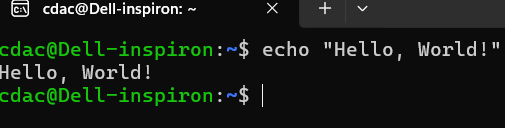 cdac@Dell-inspiron: ~
cdac@Dell-inspiron:~$ echo "Hello, World!"
Hello, World!
cdac@Dell-inspiron:~$